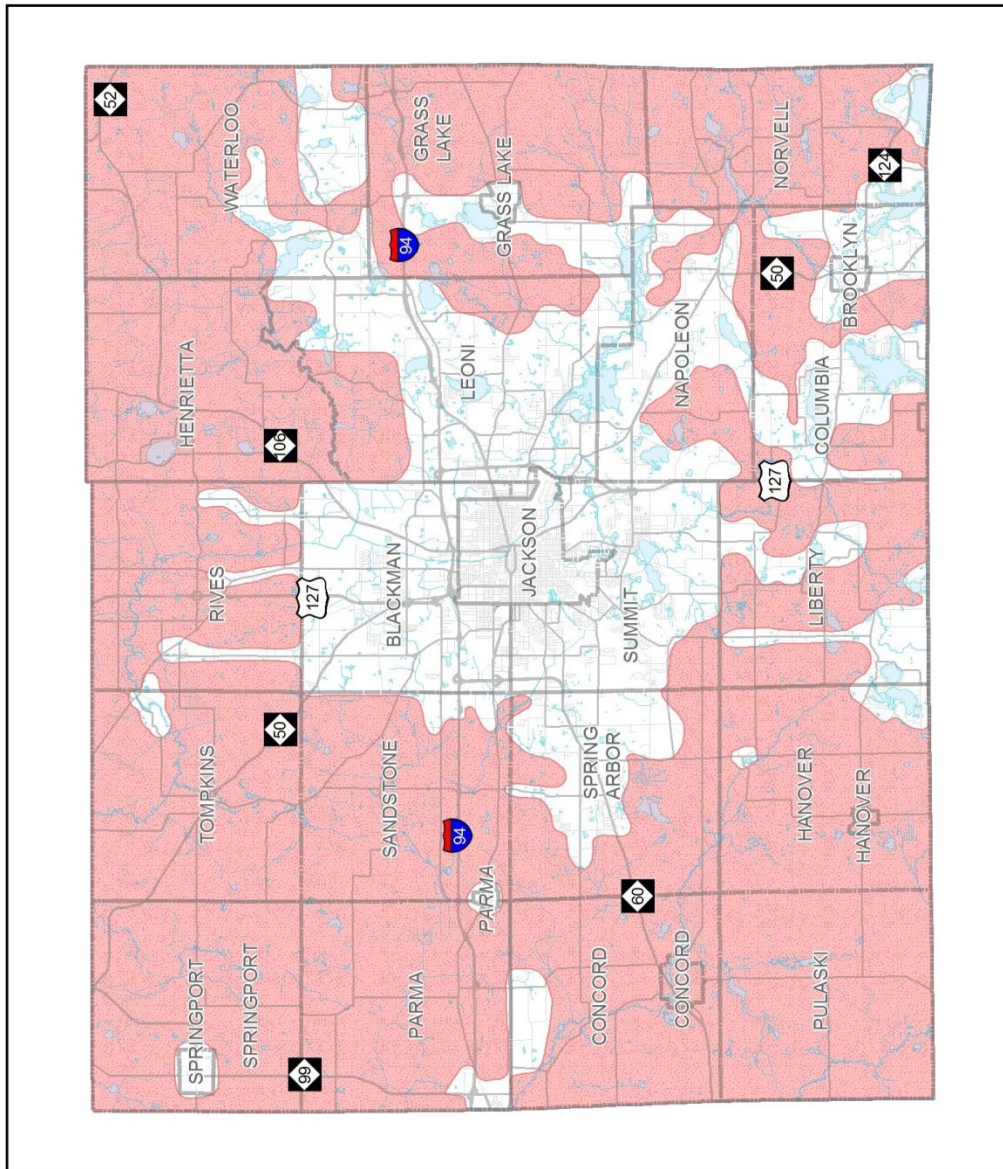 52
SPRINGPORT
TOMPKINS
RIVES
HENRIETTA
WATERLOO
SPRINGPORT
99
50
127
106
PARMA
SANDSTONE
BLACKMAN
94
GRASS
LAKE
94
LEONI
PARMA
GRASS LAKE
JACKSON
CONCORD
SPRING
ARBOR
SUMMIT
60
CONCORD
NAPOLEON
127
50
NORVELL
HANOVER
LIBERTY
PULASKI
COLUMBIA
BROOKLYN
HANOVER
124